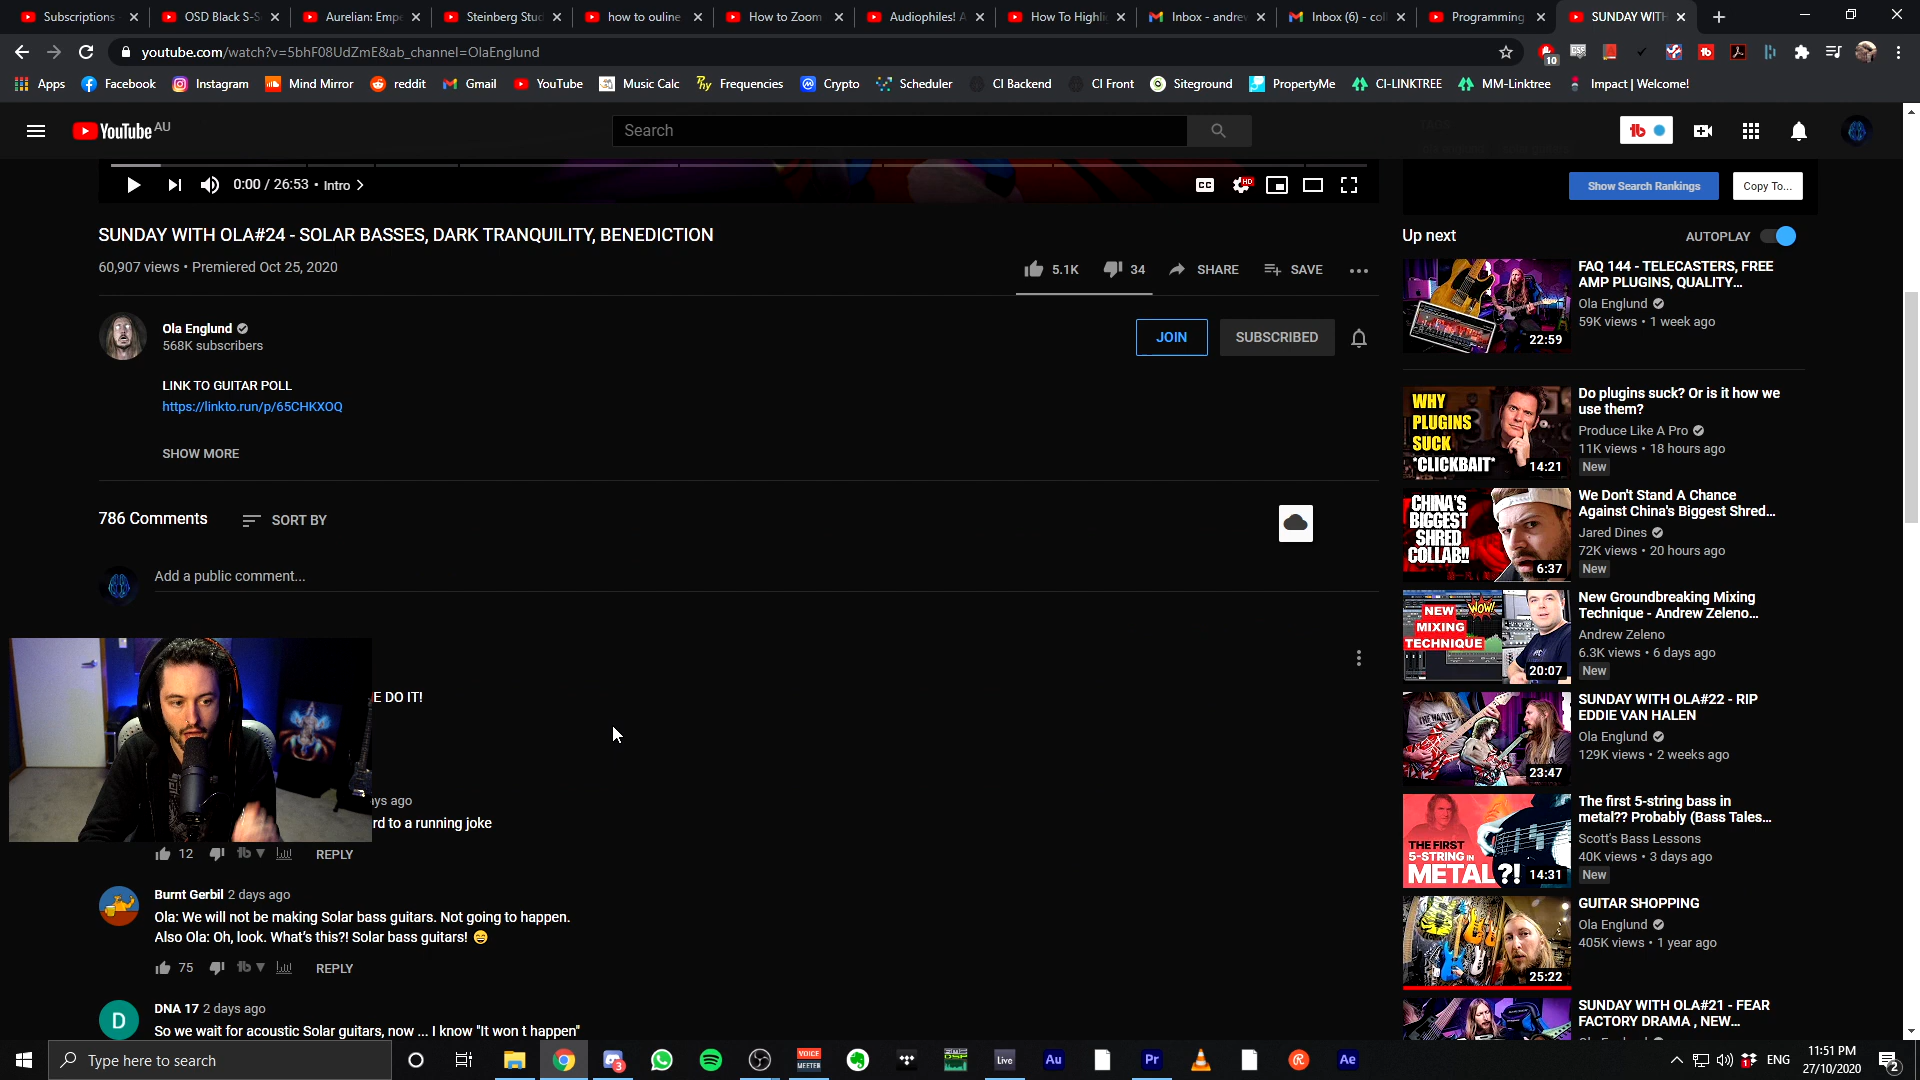 Subscriptions
OSD Black S-S
Aurelian: Empe
Steinberg Stud
how to ouline
How to Zoom
Audiophiles! A
How To Highli
Inbox - andrew
Inbox (6) - col
Programming
SUNDAY WITH
youtube.com/watch?v=5bhF08UdZmE&ab_channel=OlaEnglund
10
Apps
Facebook
Instagram
Mind Mirror
reddit
Gmail
YouTube
Music Calc
Frequencies
Crypto
Scheduler
CI Backend
CI Front
Siteground
PropertyMe
CI-LINKTREE
MM-Linktree
Impact | Welcome!
YouTube AU
Search
0:00 / 26:53 • Intro
Show Search Rankings
Copy To...
SUNDAY WITH OLA#24 - SOLAR BASSES, DARK TRANQUILITY, BENEDICTION
60,907 views • Premiered Oct 25, 2020
5.1K
34
SHARE
SAVE
Ola Englund
568K subscribers
JOIN
SUBSCRIBED
LINK TO GUITAR POLL
https://linkto.run/p/65CHKXOQ
SHOW MORE
786 Comments
SORT BY
Add a public comment...
E DO IT!
ys ago
rd to a running joke
12
REPLY
Burnt Gerbil 2 days ago
Ola: We will not be making Solar bass guitars. Not going to happen.
Also Ola: Oh, look. What's this?! Solar bass guitars! 😄
75
REPLY
D
DNA 17 2 days ago
So we wait for acoustic Solar guitars, now ... I know "It won t happen"
Up next
AUTOPLAY
22:59
FAQ 144 - TELECASTERS, FREE
AMP PLUGINS, QUALITY...
Ola Englund
59K views • 1 week ago
WHY
PLUGINS
SUCK
*CLICKBAIT*
14:21
Do plugins suck? Or is it how we
use them?
Produce Like A Pro
11K views • 18 hours ago
New
CHINA'S
BIGGEST
SHRED
COLLAB!!
6:37
We Don't Stand A Chance
Against China's Biggest Shred...
Jared Dines
72K views • 20 hours ago
New
NEW
MIXING
TECHNIQUE
WOW!
20:07
New Groundbreaking Mixing
Technique - Andrew Zeleno...
Andrew Zeleno
6.3K views • 6 days ago
New
23:47
SUNDAY WITH OLA#22 - RIP
EDDIE VAN HALEN
Ola Englund
129K views • 2 weeks ago
THE FIRST
5-STRING IN
METAL?!
14:31
The first 5-string bass in
metal?? Probably (Bass Tales...
Scott's Bass Lessons
40K views • 3 days ago
New
25:22
GUITAR SHOPPING
Ola Englund
405K views • 1 year ago
SUNDAY WITH OLA#21 - FEAR
FACTORY DRAMA , NEW...
Type here to search
3
VOICE
MEETER
Live
Au
Pr
Ae
ENG
11:51 PM
27/10/2020
2